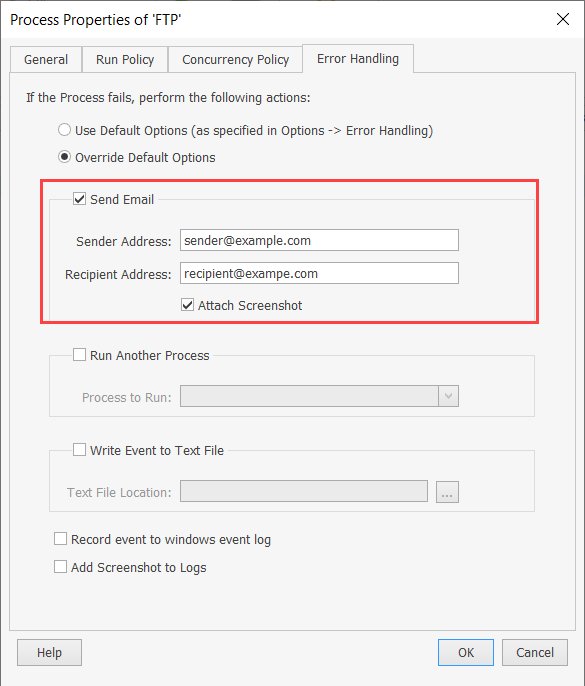 Process Properties of 'FTP'
General Run Policy Concurrency Policy Error Handling
If the Process fails, perform the following actions:
Use Default Options (as specified in Options -> Error Handling)
Override Default Options
Send Email
Sender Address: sender@example.com
Recipient Address: recipient@exampe.com
Attach Screenshot
Run Another Process
Process to Run:
Write Event to Text File
Text File Location: ...
Record event to windows event log
Add Screenshot to Logs
Help OK Cancel